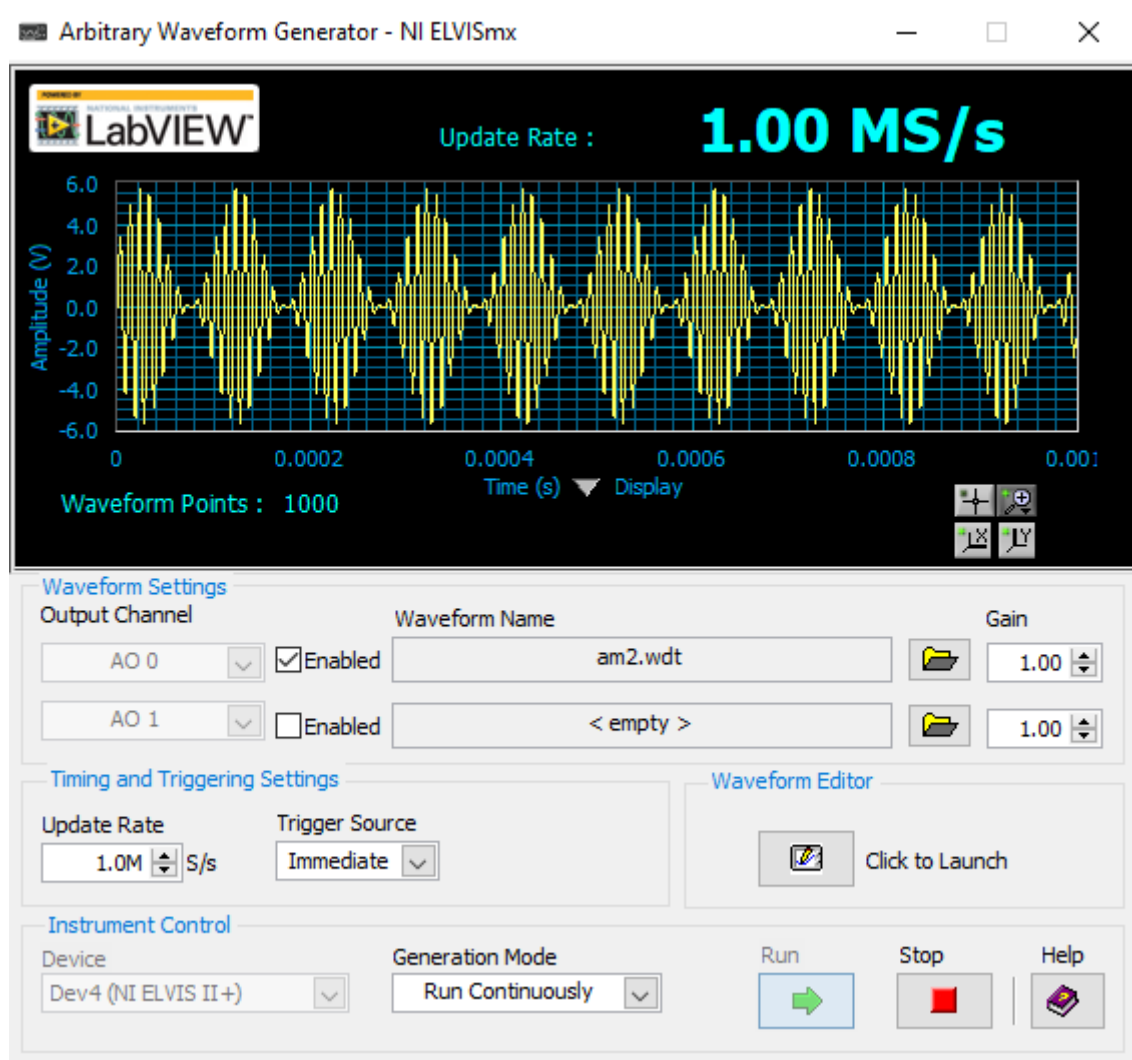 Arbitrary Waveform Generator - NI ELVISmx
POWERED BY
NATIONAL INSTRUMENTS
LabVIEW
Update Rate : 1.00 MS/s
6.0
4.0
2.0
0.0
-2.0
-4.0
-6.0
Amplitude (V)
0 0.0002 0.0004 0.0006 0.0008 0.001
Time (s) Display
Waveform Points : 1000
X Y
Waveform Settings
Output Channel Waveform Name Gain
AO 0 Enabled am2.wdt 1.00
AO 1 Enabled < empty > 1.00
Timing and Triggering Settings
Update Rate Trigger Source
1.0M S/s Immediate
Waveform Editor
Click to Launch
Instrument Control
Device Generation Mode Run Stop Help
Dev4 (NI ELVIS II+) Run Continuously